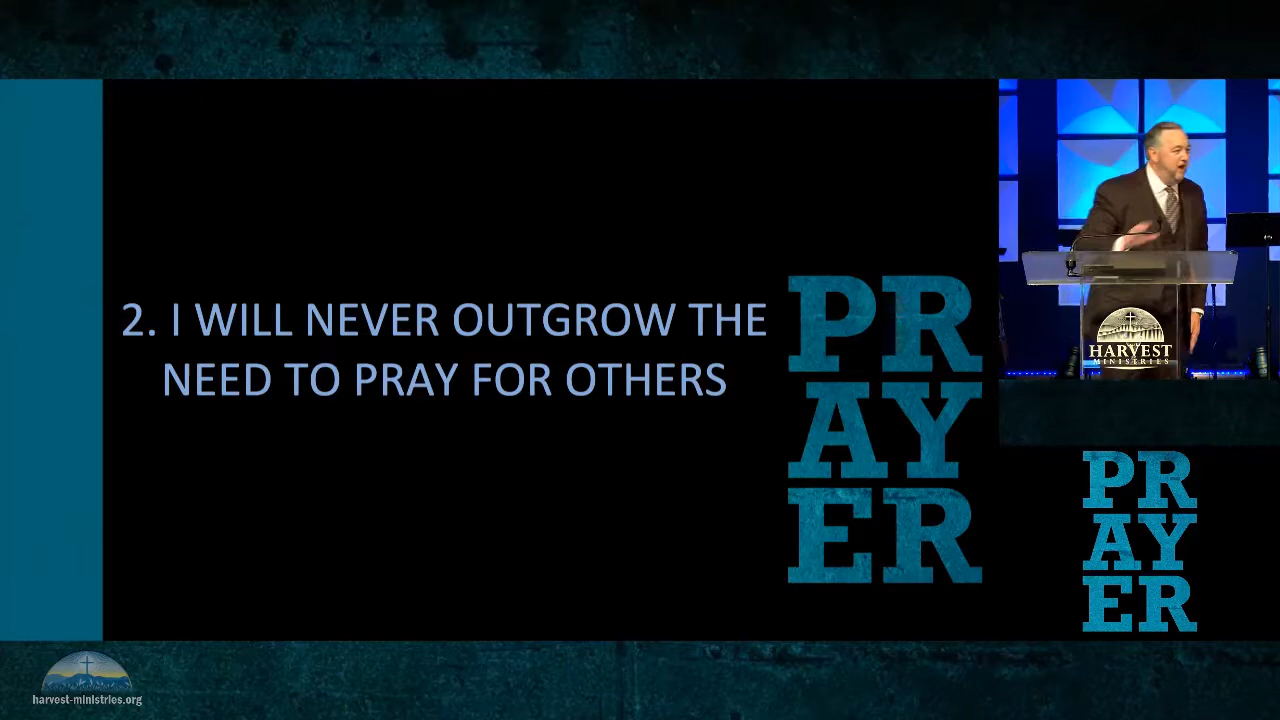 2. I WILL NEVER OUTGROW THE
NEED TO PRAY FOR OTHERS
PR
AY
ER
HARVEST
MINISTRIES
PR
AY
ER
harvest-ministries.org